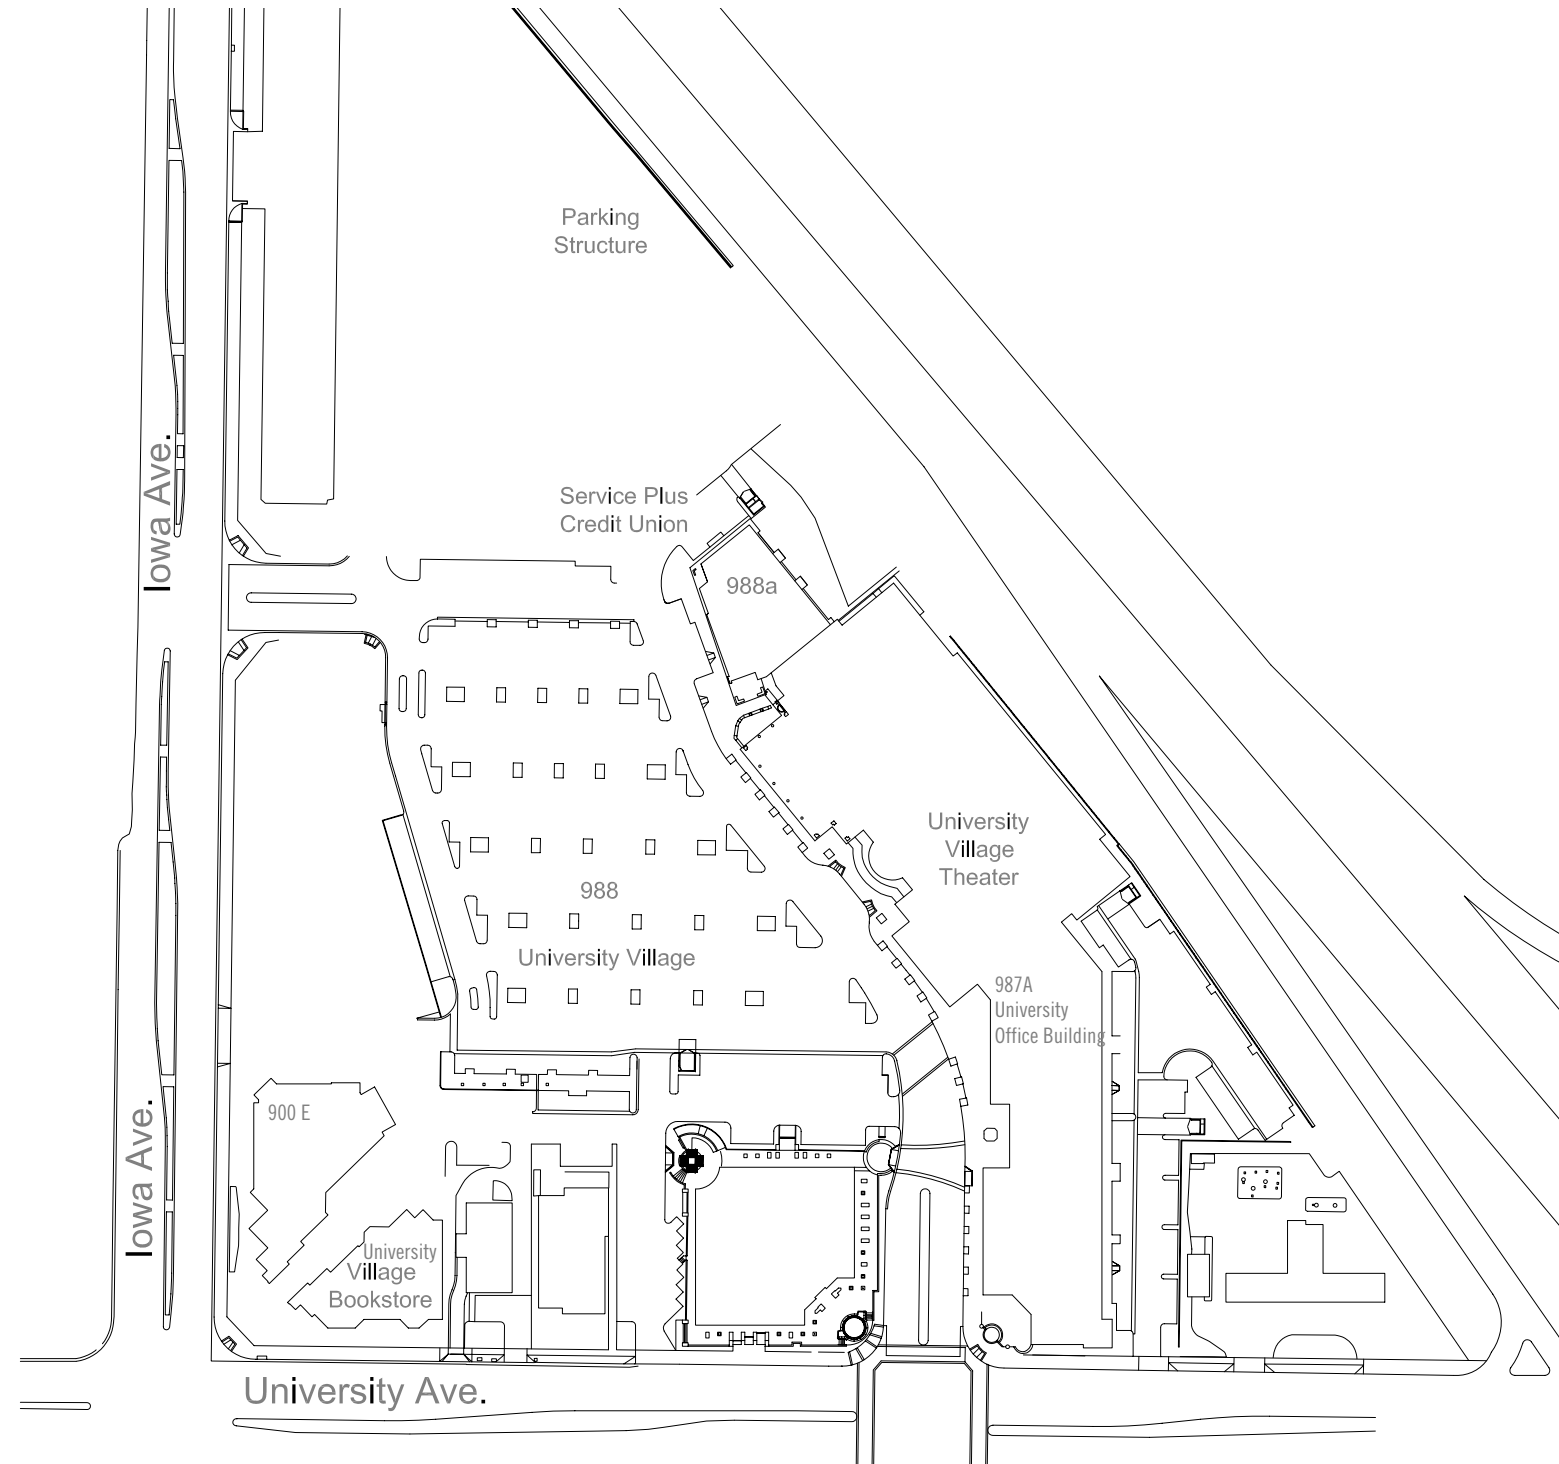 Parking
Structure
Iowa Ave.
Service Plus
Credit Union
988a
University
Village
Theater
988
University Village
987A
University
Office Building
Iowa Ave.
900 E
University
Village
Bookstore
University Ave.